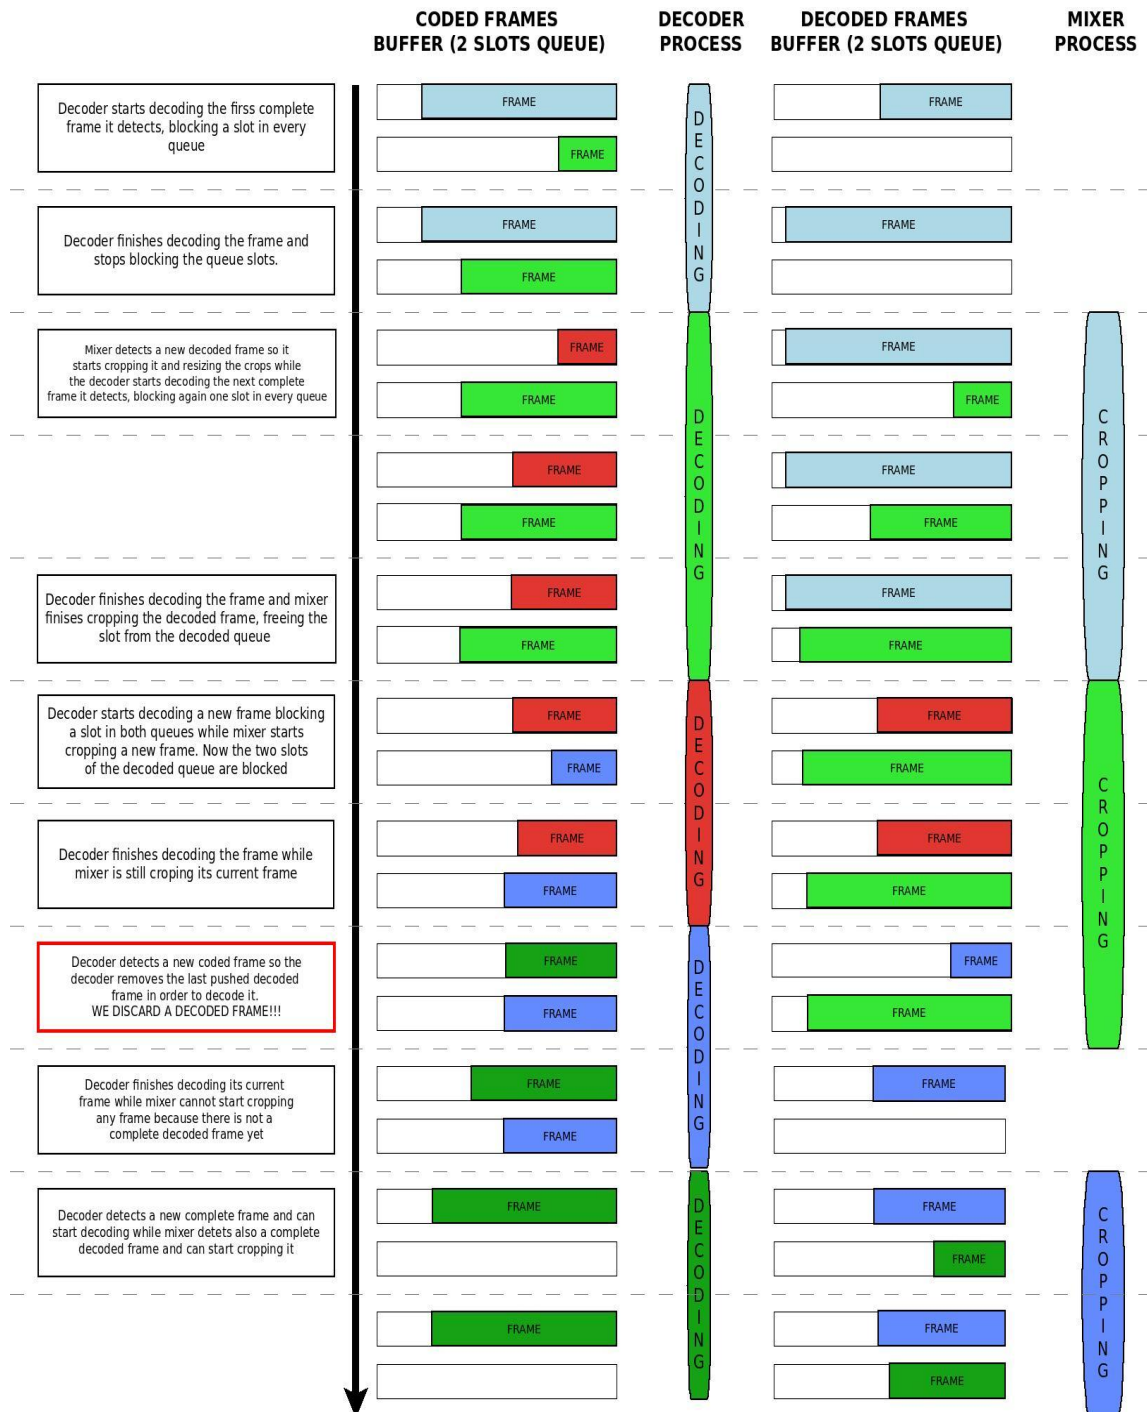 CODED FRAMES
BUFFER (2 SLOTS QUEUE)
DECODER
PROCESS
DECODED FRAMES
BUFFER (2 SLOTS QUEUE)
MIXER
PROCESS
Decoder starts decoding the firss complete
frame it detects, blocking a slot in every
queue
FRAME
FRAME
FRAME
DECODING
Decoder finishes decoding the frame and
stops blocking the queue slots.
FRAME
FRAME
FRAME
Mixer detects a new decoded frame so it
starts cropping it and resizing the crops while
the decoder starts decoding the next complete
frame it detects, blocking again one slot in every queue
FRAME
FRAME
FRAME
FRAME
DECODING
CROPPING
FRAME
FRAME
FRAME
FRAME
Decoder finishes decoding the frame and mixer
finises cropping the decoded frame, freeing the
slot from the decoded queue
FRAME
FRAME
FRAME
FRAME
Decoder starts decoding a new frame blocking
a slot in both queues while mixer starts
cropping a new frame. Now the two slots
of the decoded queue are blocked
FRAME
FRAME
FRAME
FRAME
DECODING
CROPPING
Decoder finishes decoding the frame while
mixer is still croping its current frame
FRAME
FRAME
FRAME
FRAME
Decoder detects a new coded frame so the
decoder removes the last pushed decoded
frame in order to decode it.
WE DISCARD A DECODED FRAME!!!
FRAME
FRAME
FRAME
FRAME
DECODING
Decoder finishes decoding its current
frame while mixer cannot start cropping
any frame because there is not a
complete decoded frame yet
FRAME
FRAME
FRAME
Decoder detects a new complete frame and can
start decoding while mixer detets also a complete
decoded frame and can start cropping it
FRAME
FRAME
FRAME
DECODING
CROPPING
FRAME
FRAME
FRAME